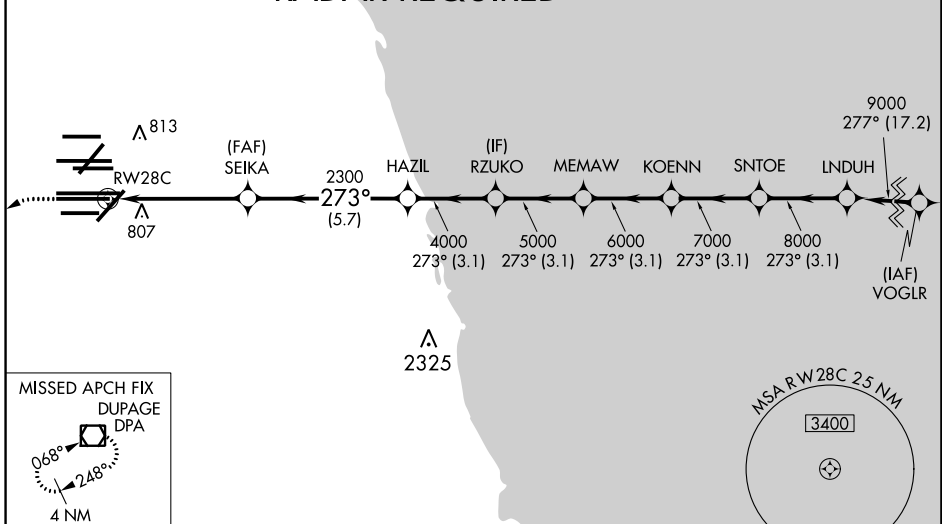 RADAR REQUIRED
9000
277° (17.2)
813
(FAF)
SEIKA
HAZIL
(IF)
RZUKO
MEMAW
KOENN
SNTOE
LNDUH
RW28C
2300
273°
(5.7)
807
4000
273° (3.1)
5000
273° (3.1)
6000
273° (3.1)
7000
273° (3.1)
8000
273° (3.1)
(IAF)
VOGLR
2325
MISSED APCH FIX
DUPAGE
DPA
068°
248°
4 NM
MSA RW28C 25 NM
3400